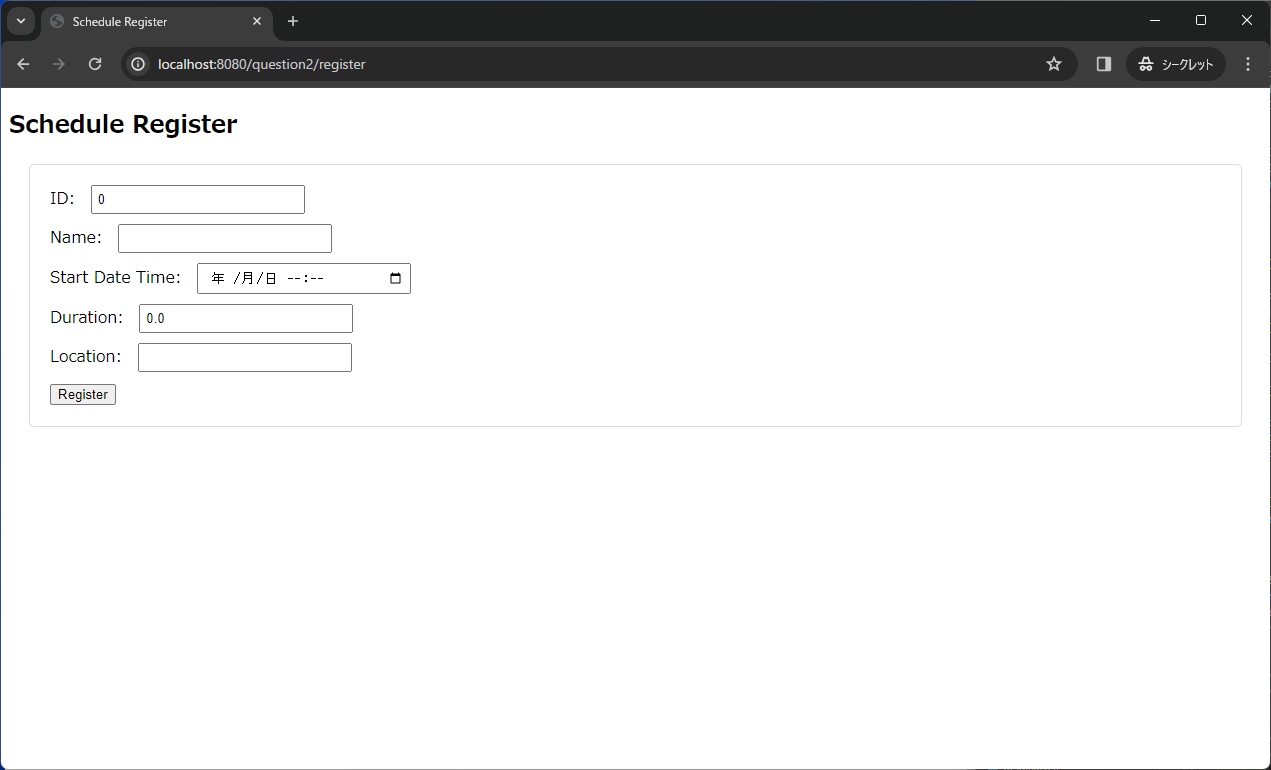 Schedule Register
localhost:8080/question2/register
シークレット
Schedule Register
ID: 0
Name:
Start Date Time: 年 /月/日 --:--
Duration: 0.0
Location:
Register